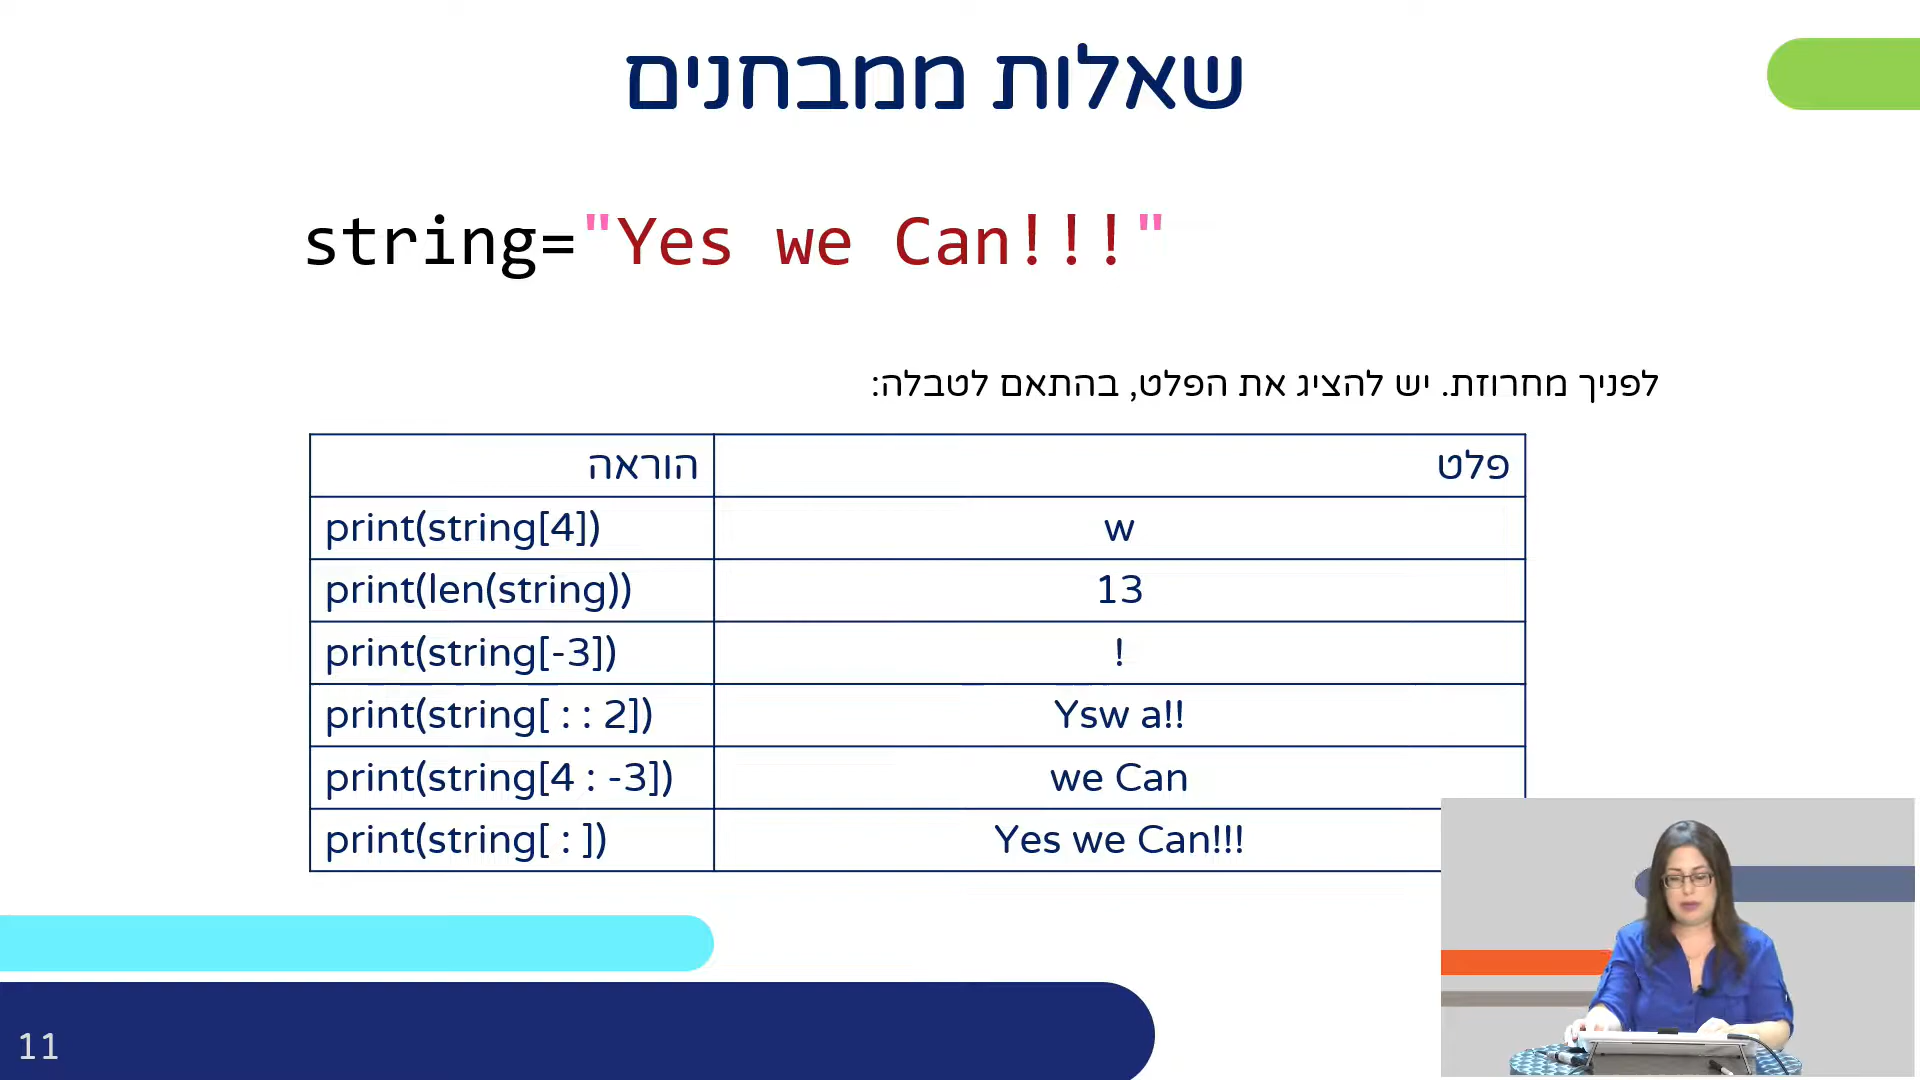 שאלות ממבחנים
string="Yes we Can!!!"
לפניך מחרוזת. יש להציג את הפלט, בהתאם לטבלה:
הוראה פלט
print(string[4]) w
print(len(string)) 13
print(string[-3]) !
print(string[ : : 2]) Ysw a!!
print(string[4 : -3]) we Can
print(string[ : ]) Yes we Can!!!
11